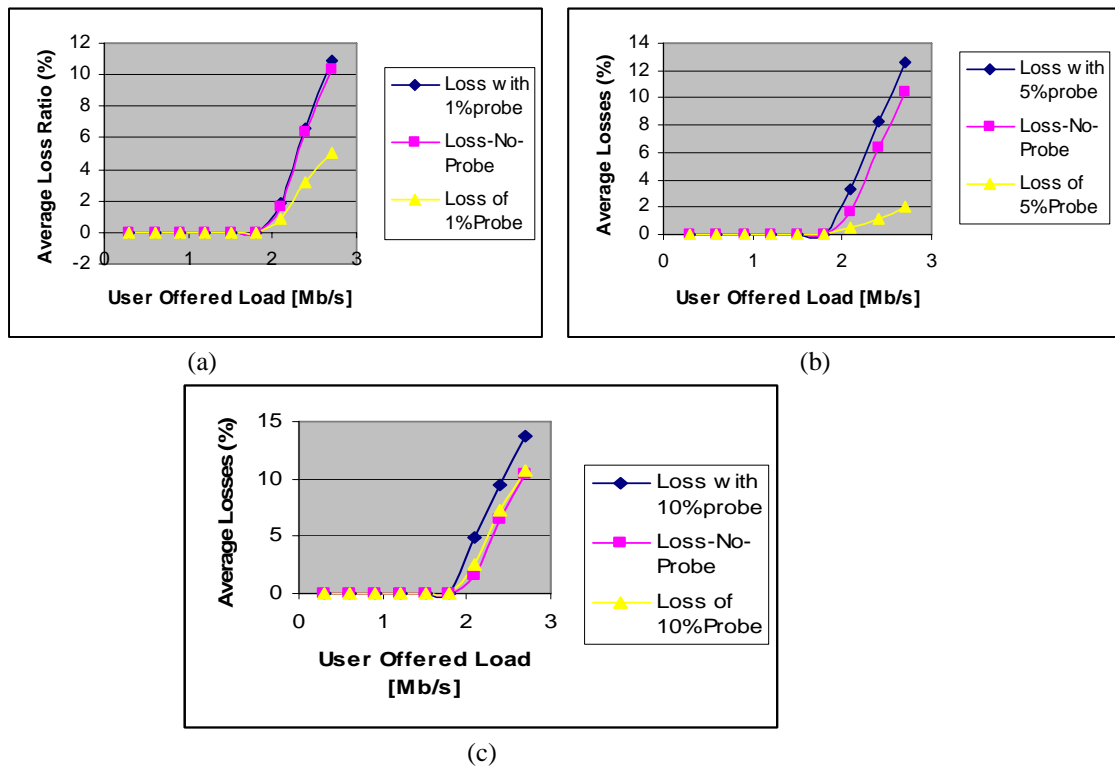 Average Loss Ratio (%)
12
10
8
6
4
2
0
-2
0
1
2
3
User Offered Load [Mb/s]
Loss with
1%probe
Loss-No-
Probe
Loss of
1%Probe
(a)
Average Losses (%)
14
12
10
8
6
4
2
0
0
1
2
3
User Offered Load [Mb/s]
Loss with
5%probe
Loss-No-
Probe
Loss of
5%Probe
(b)
Average Losses (%)
15
10
5
0
0
1
2
3
User Offered Load
[Mb/s]
Loss with
10%probe
Loss-No-
Probe
Loss of
10%Probe
(c)